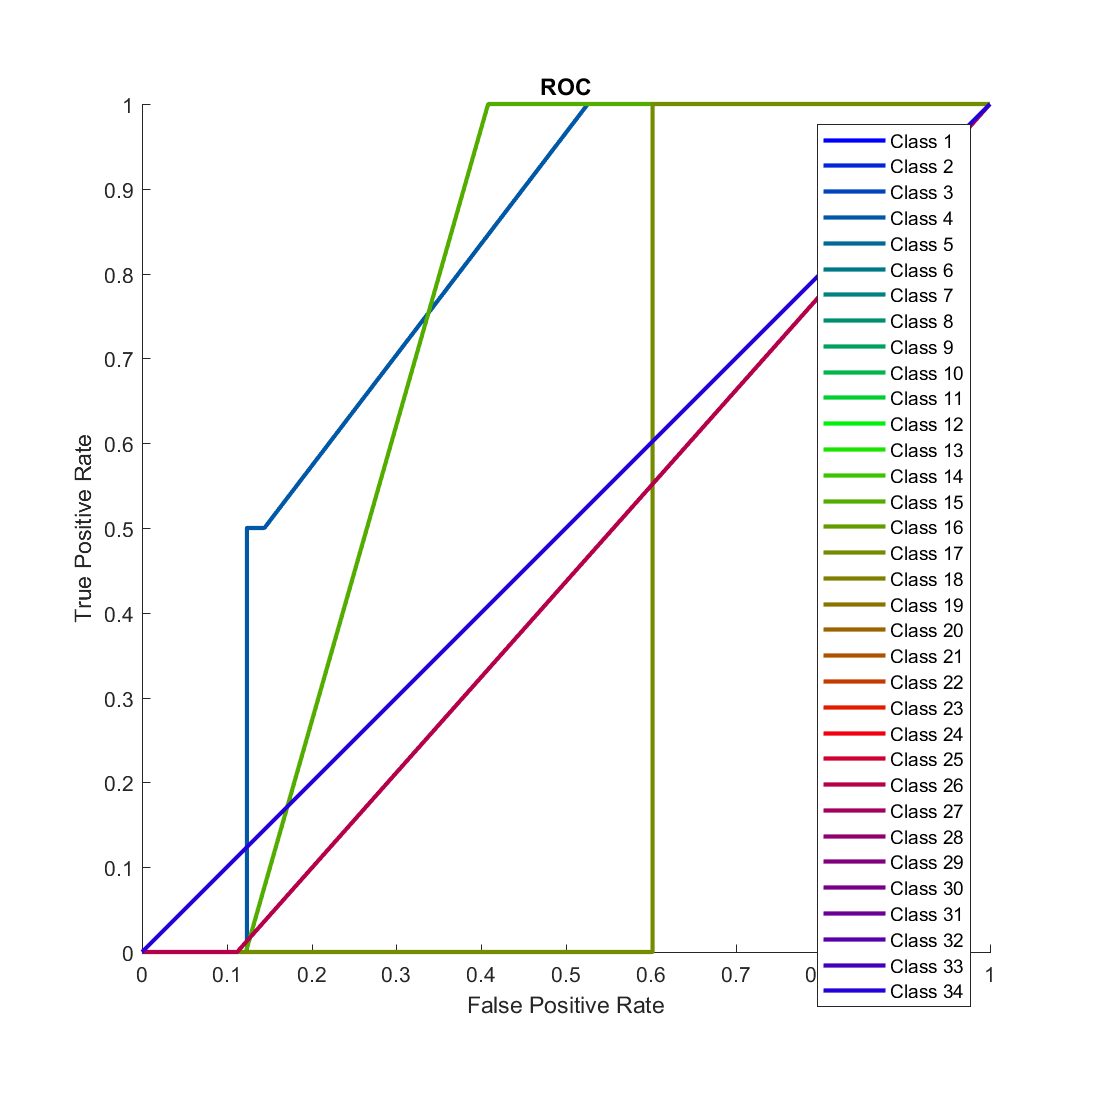 ROC
1
0.9
0.8
0.7
0.6
0.5
0.4
0.3
0.2
0.1
0
True Positive Rate
0 0.1 0.2 0.3 0.4 0.5 0.6 0.7 1
False Positive Rate
Class 1
Class 2
Class 3
Class 4
Class 5
Class 6
Class 7
Class 8
Class 9
Class 10
Class 11
Class 12
Class 13
Class 14
Class 15
Class 16
Class 17
Class 18
Class 19
Class 20
Class 21
Class 22
Class 23
Class 24
Class 25
Class 26
Class 27
Class 28
Class 29
Class 30
Class 31
Class 32
Class 33
Class 34